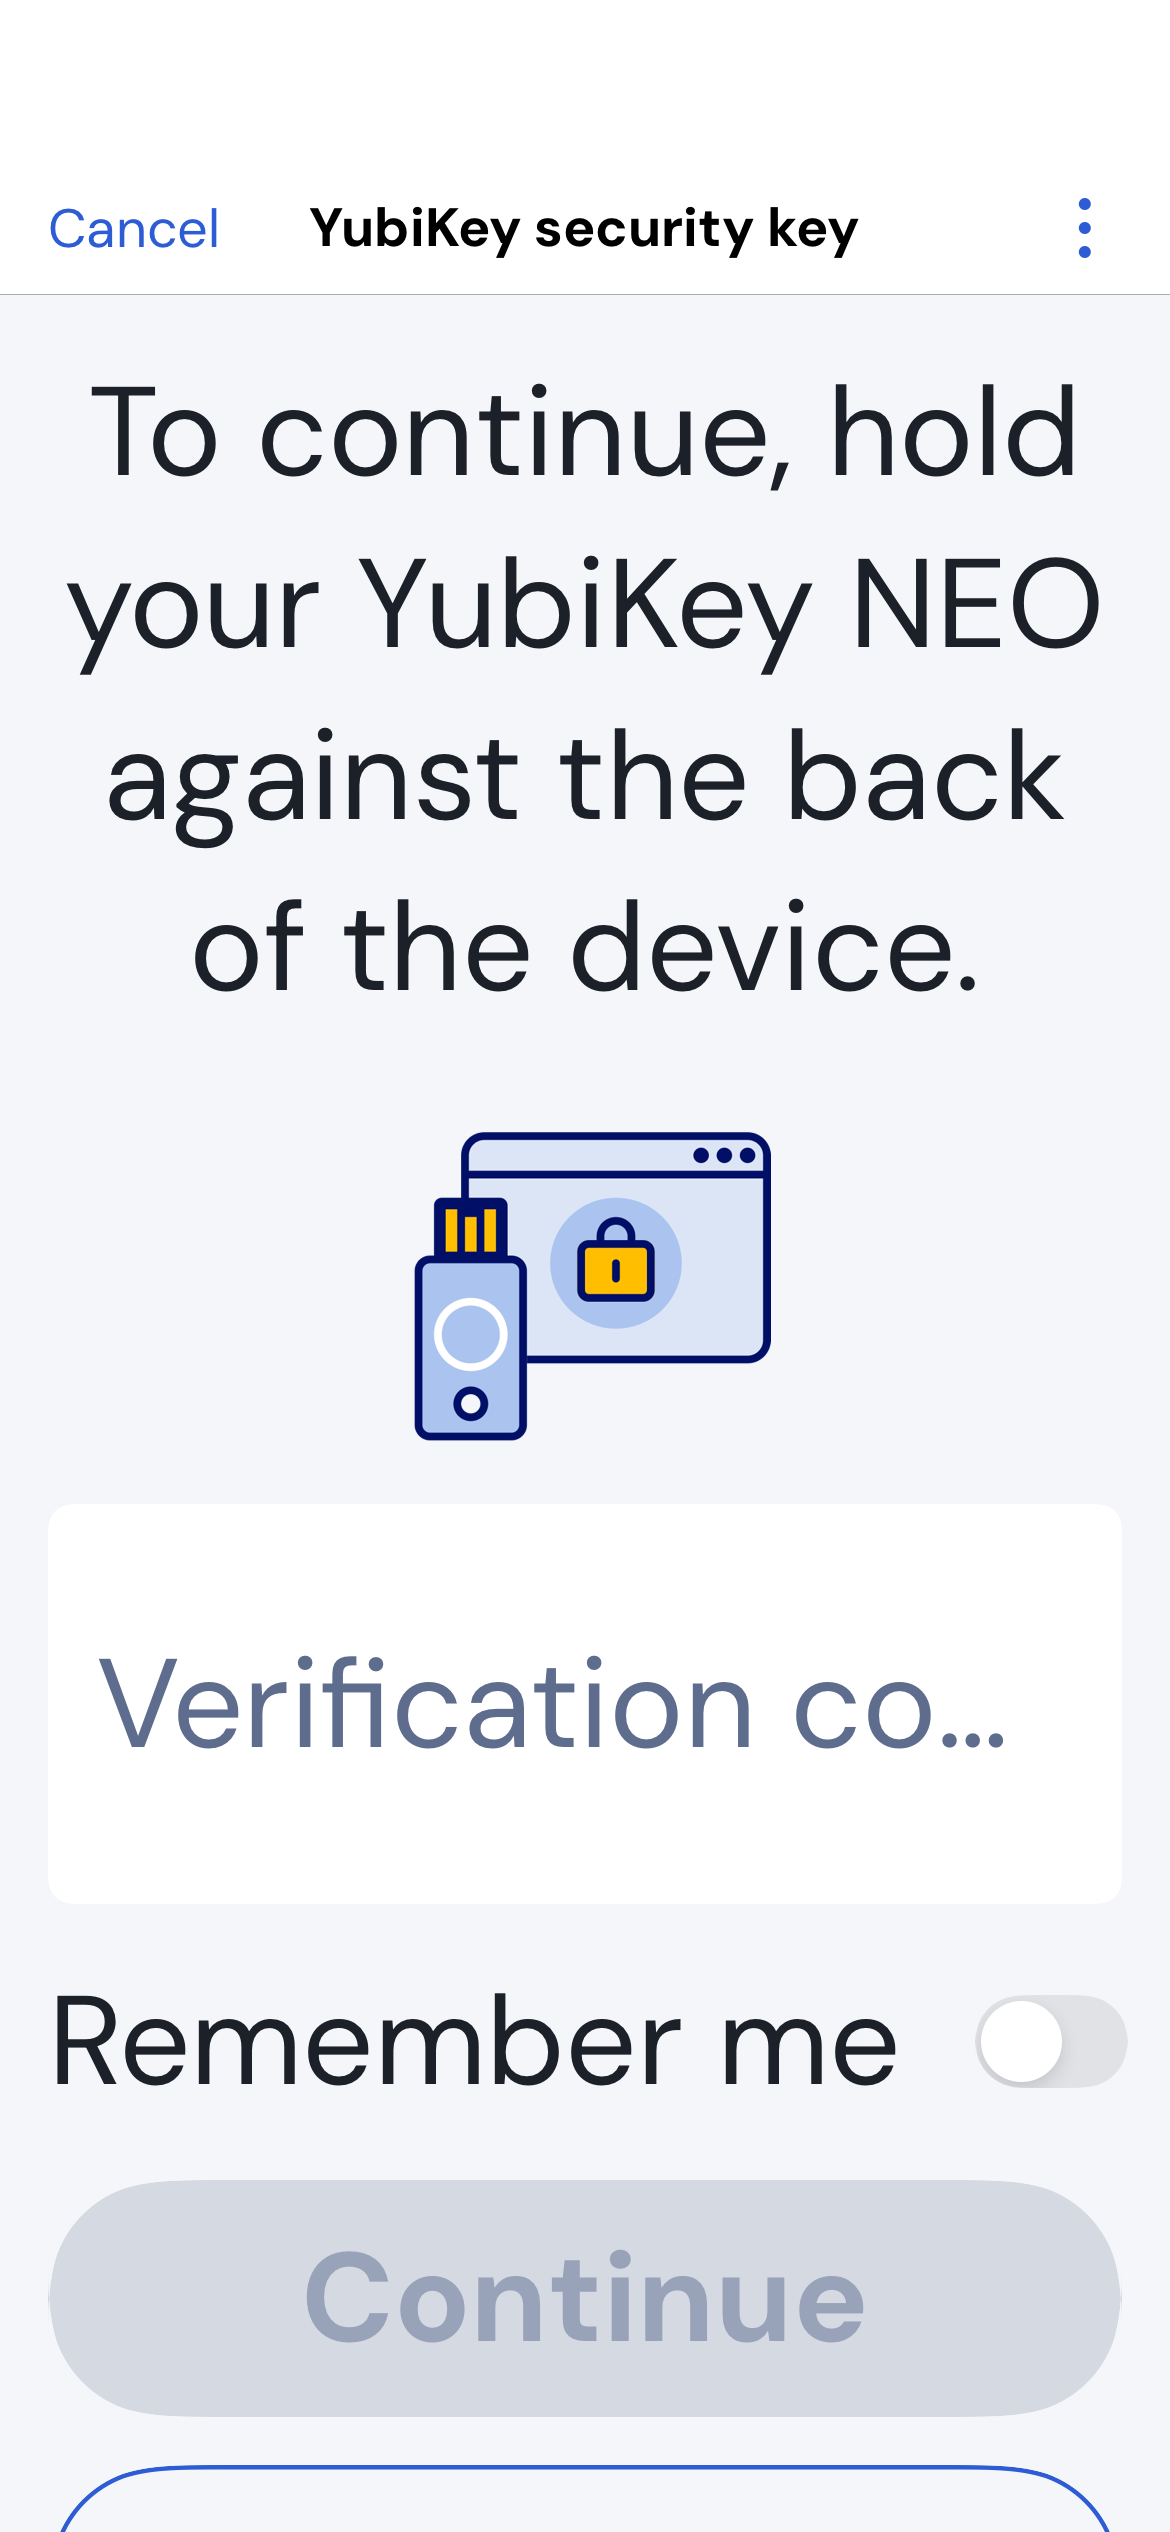 Cancel YubiKey security key
To continue, hold
your YubiKey NEO
against the back
of the device.
Verification co...
Remember me
Continue